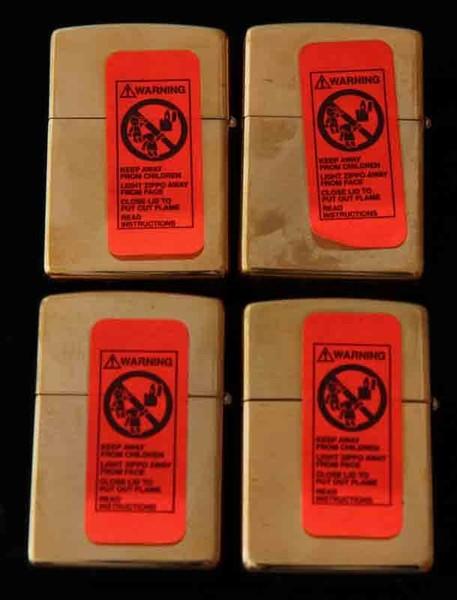 WARNING
KEEP AWAY
FROM CHILDREN
LIGHT ZIPPO AWAY
FROM FACE
CLOSE LID TO
PUT OUT FLAME
READ
INSTRUCTIONS
WARNING
KEEP AWAY
FROM CHILDREN
LIGHT ZIPPO AWAY
FROM FACE
CLOSE LID TO
PUT OUT FLAME
READ
INSTRUCTIONS
WARNING
KEEP AWAY
FROM CHILDREN
LIGHT ZIPPO AWAY
FROM FACE
CLOSE LID TO
PUT OUT FLAME
READ
INSTRUCTIONS
WARNING
KEEP AWAY
FROM CHILDREN
LIGHT ZIPPO AWAY
FROM FACE
CLOSE LID TO
PUT OUT FLAME
READ
INSTRUCTIONS